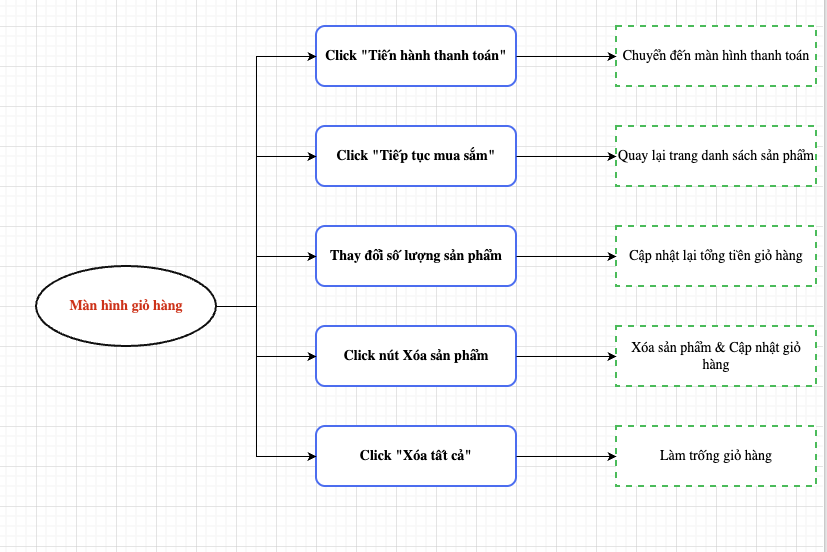 Click "Tiến hành thanh toán"
Chuyển đến màn hình thanh toán
Click "Tiếp tục mua sắm"
Quay lại trang danh sách sản phẩm
Thay đổi số lượng sản phẩm
Cập nhật lại tổng tiền giỏ hàng
Màn hình giỏ hàng
Click nút Xóa sản phẩm
Xóa sản phẩm & Cập nhật giỏ
hàng
Click "Xóa tất cả"
Làm trống giỏ hàng